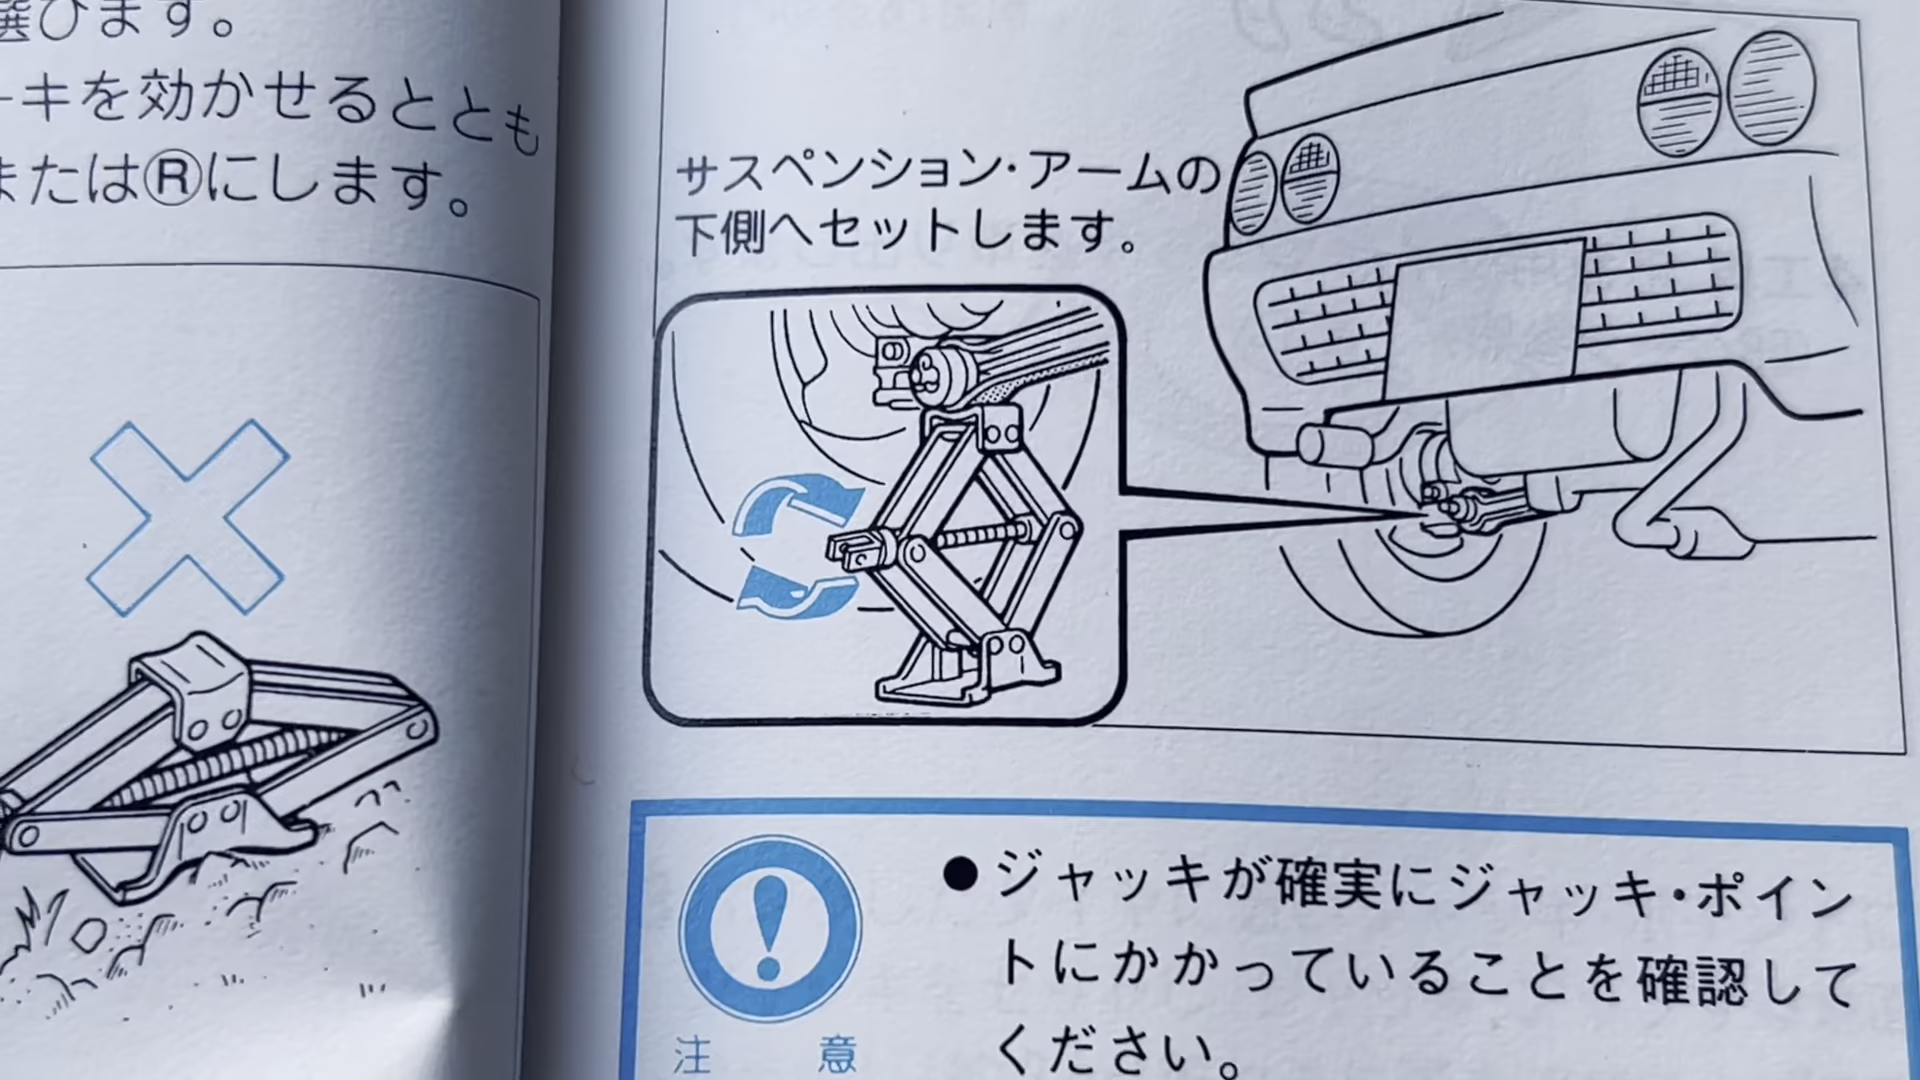 選びます。
ーキを効かせるととも
またはⓇにします。
サスペンション・アームの
下側へセットします。
●ジャッキが確実にジャッキ・ポイン
トにかかっていることを確認して
ください。
注意